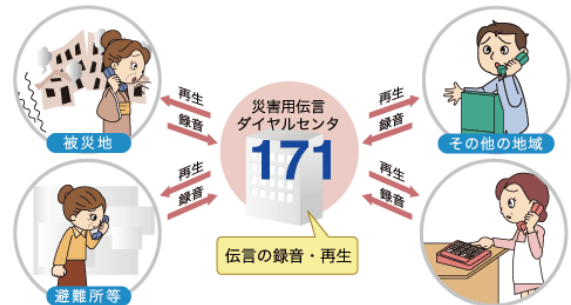 再生
録音
被災地
災害用伝言
ダイヤルセンタ
171
再生
録音
その他の地域
再生
録音
避難所等
伝言の録音・再生
再生
録音